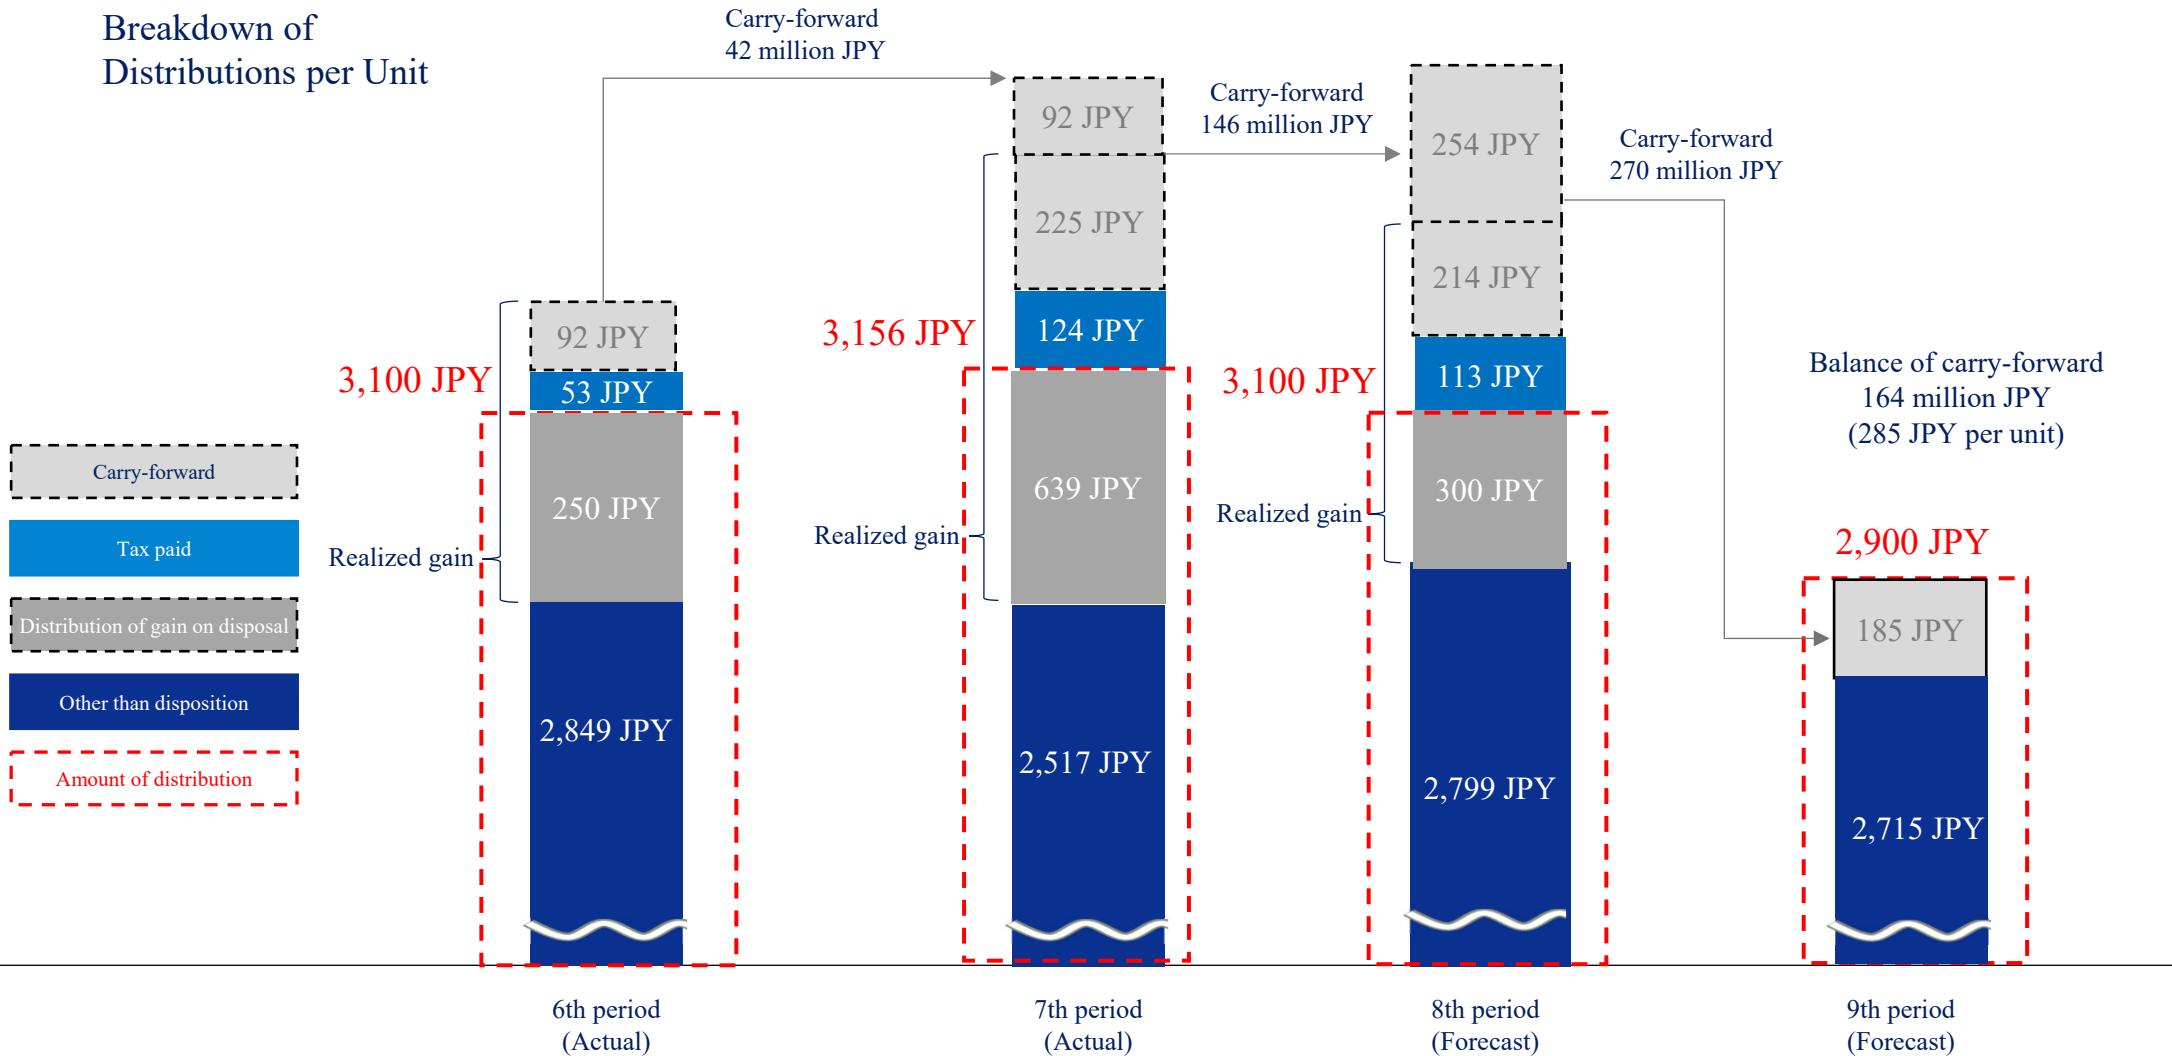 Breakdown of
Distributions per Unit
Carry-forward
42 million JPY
Carry-forward
146 million JPY
Carry-forward
270 million JPY
Balance of carry-forward
164 million JPY
(285 JPY per unit)
Carry-forward
Tax paid
Distribution of gain on disposal
Other than disposition
Amount of distribution
3,100 JPY
Realized gain
92 JPY
53 JPY
250 JPY
2,849 JPY
3,156 JPY
Realized gain
92 JPY
225 JPY
124 JPY
639 JPY
2,517 JPY
3,100 JPY
Realized gain
254 JPY
214 JPY
113 JPY
300 JPY
2,799 JPY
2,900 JPY
185 JPY
2,715 JPY
6th period
(Actual)
7th period
(Actual)
8th period
(Forecast)
9th period
(Forecast)